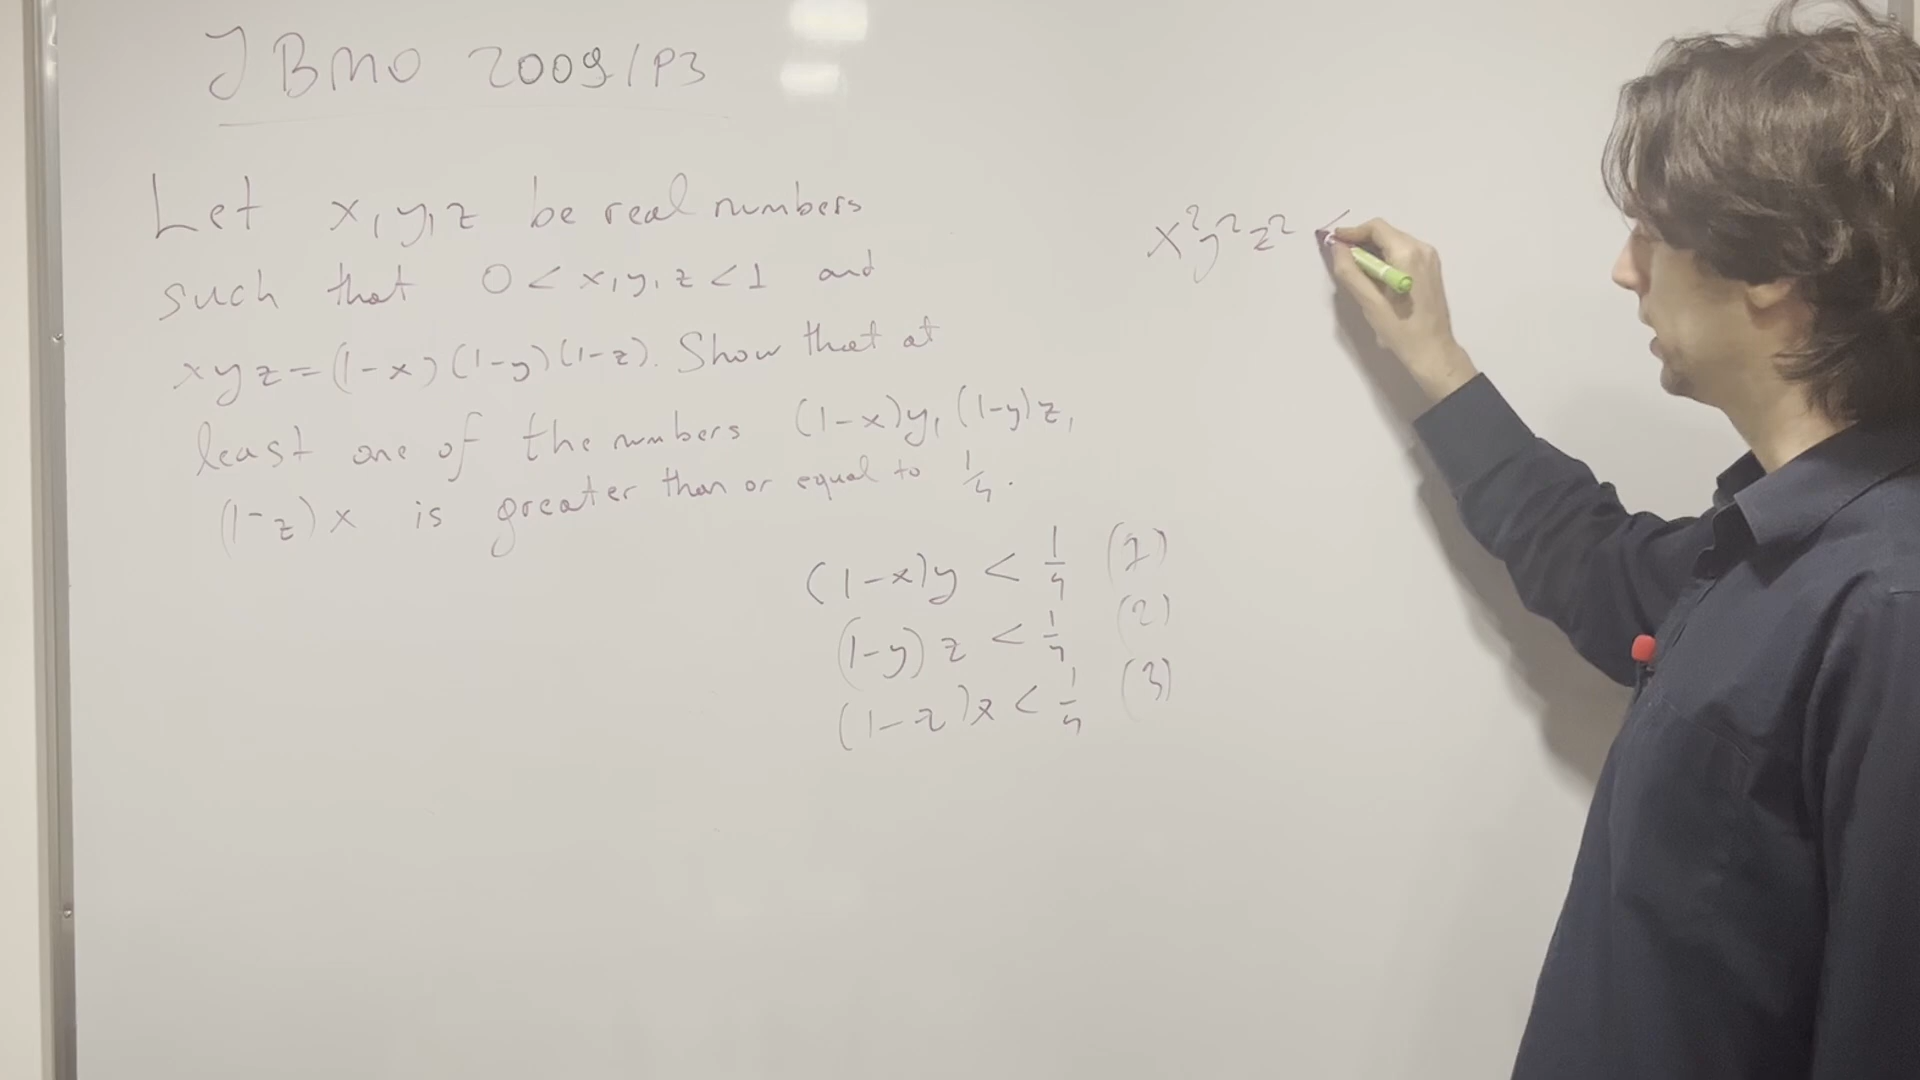 JBMO 2009/P3
Let x, y, z be real numbers
such that 0 < x, y, z < 1 and
xyz = (1-x)(1-y)(1-z). Show that at
least one of the numbers (1-x)y, (1-y)z,
(1-z)x is greater than or equal to 1/4.
(1-x)y < 1/4 (1)
(1-y)z < 1/4 (2)
(1-z)x < 1/4 (3)
x²y²z² <